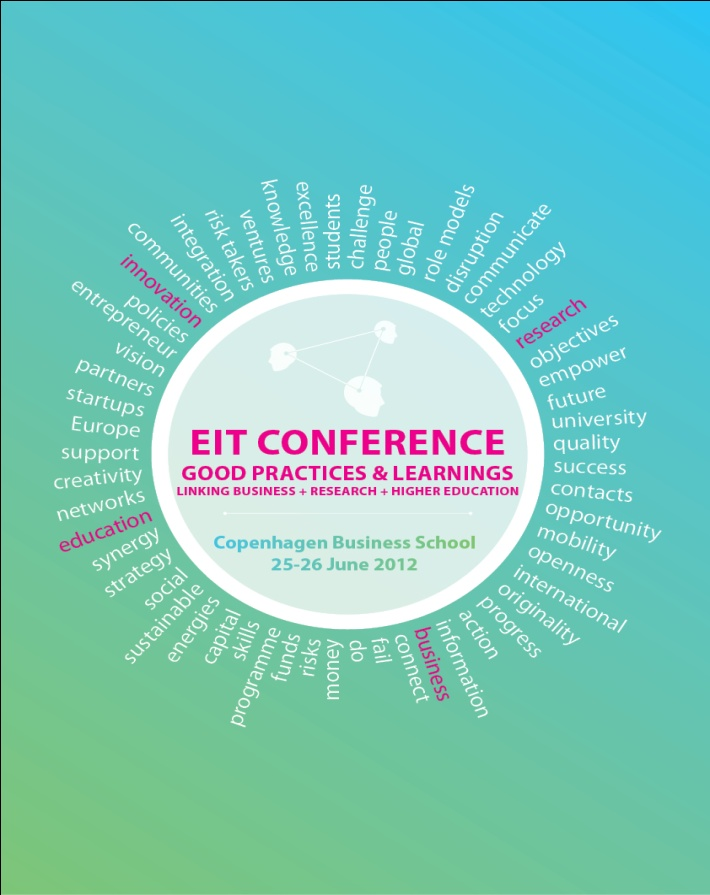 EIT CONFERENCE
GOOD PRACTICES & LEARNINGS
LINKING BUSINESS + RESEARCH + HIGHER EDUCATION
Copenhagen Business School
25-26 June 2012
knowledge
excellence
students
challenge
people
global
role models
disruption
communicate
technology
focus
research
objectives
empower
future
university
quality
success
contacts
opportunity
mobility
openness
international
originality
progress
action
information
business
connect
fail
do
money
risks
funds
programme
skills
capital
energies
sustainable
social
strategy
synergy
education
networks
creativity
support
Europe
startups
partners
vision
entrepreneur
policies
innovation
communities
integration
risk takers
ventures